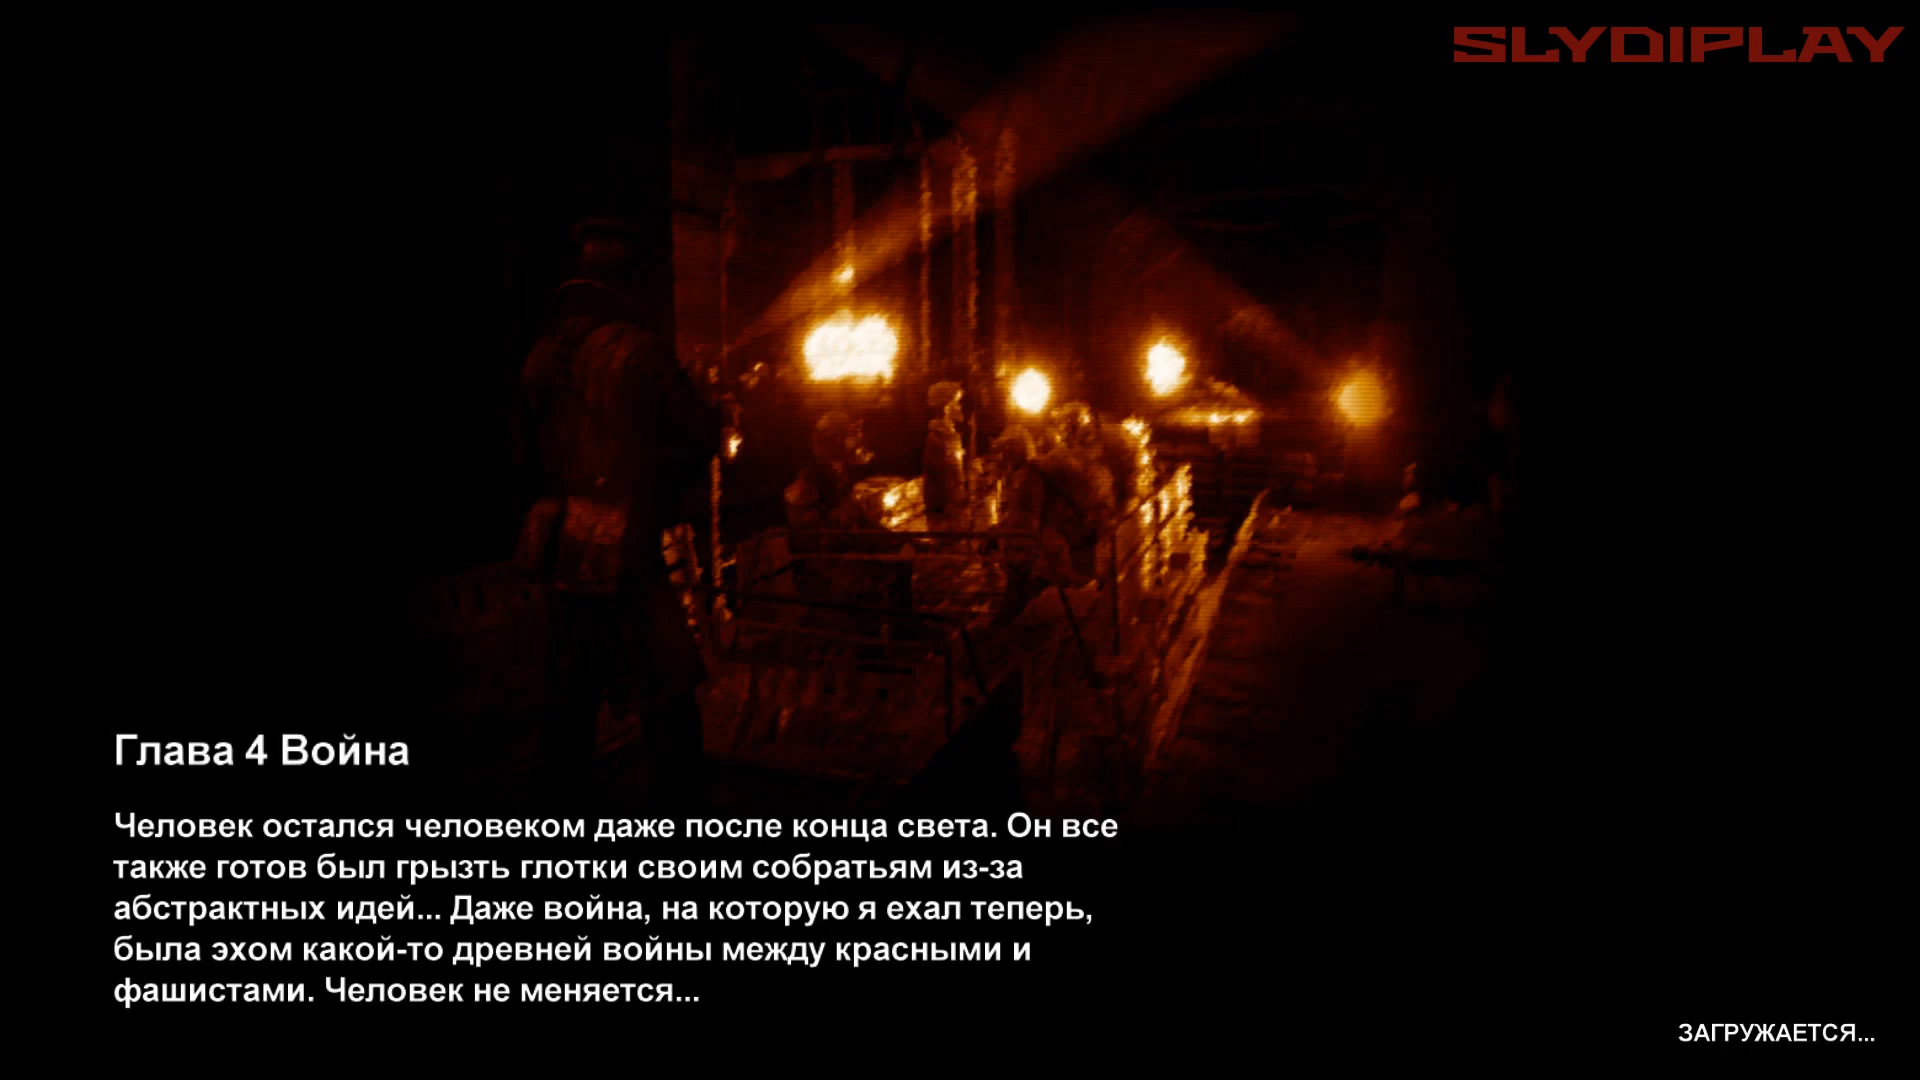 SLYDIPLAY
Глава 4 Война
Человек остался человеком даже после конца света. Он все
также готов был грызть глотки своим собратьям из-за
абстрактных идей... Даже война, на которую я ехал теперь,
была эхом какой-то древней войны между красными и
фашистами. Человек не меняется...
ЗАГРУЖАЕТСЯ...